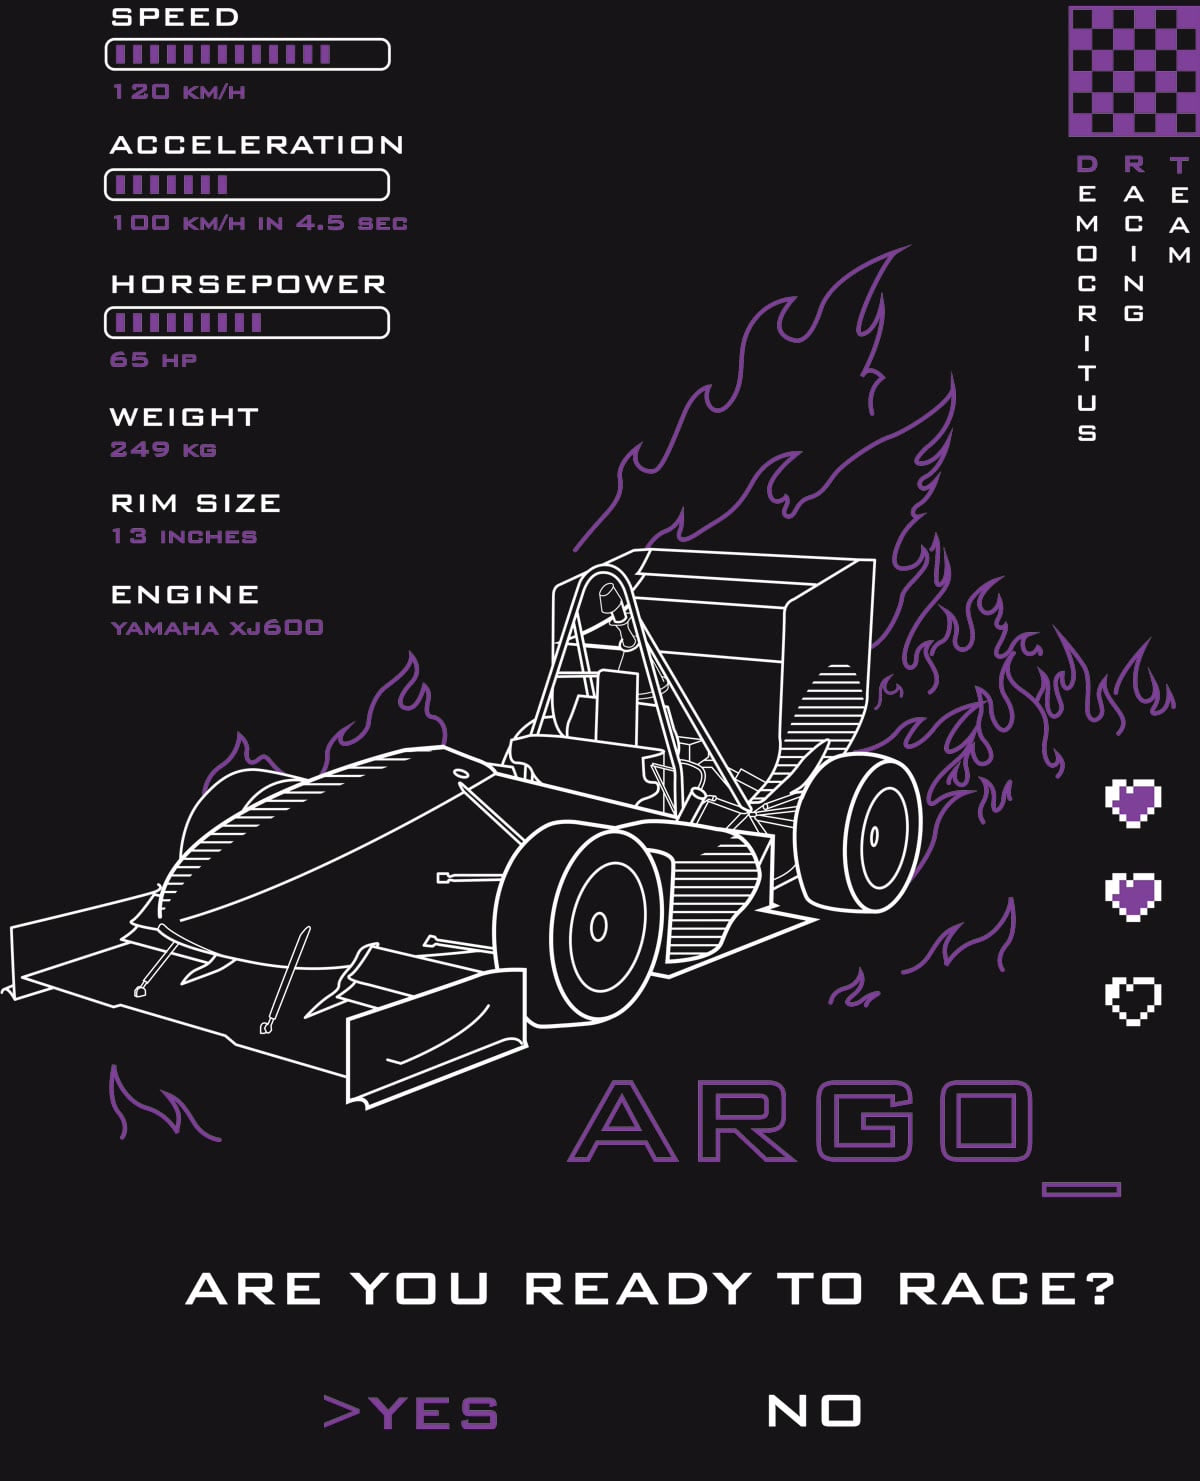 SPEED
120 KM/H
ACCELERATION
100 KM/H IN 4.5 SEC
HORSEPOWER
65 HP
WEIGHT
249 KG
RIM SIZE
13 INCHES
ENGINE
YAMAHA XJ600
DEMOCRITUS
RACING
TEAM
ARGO_
ARE YOU READY TO RACE?
>YES
NO